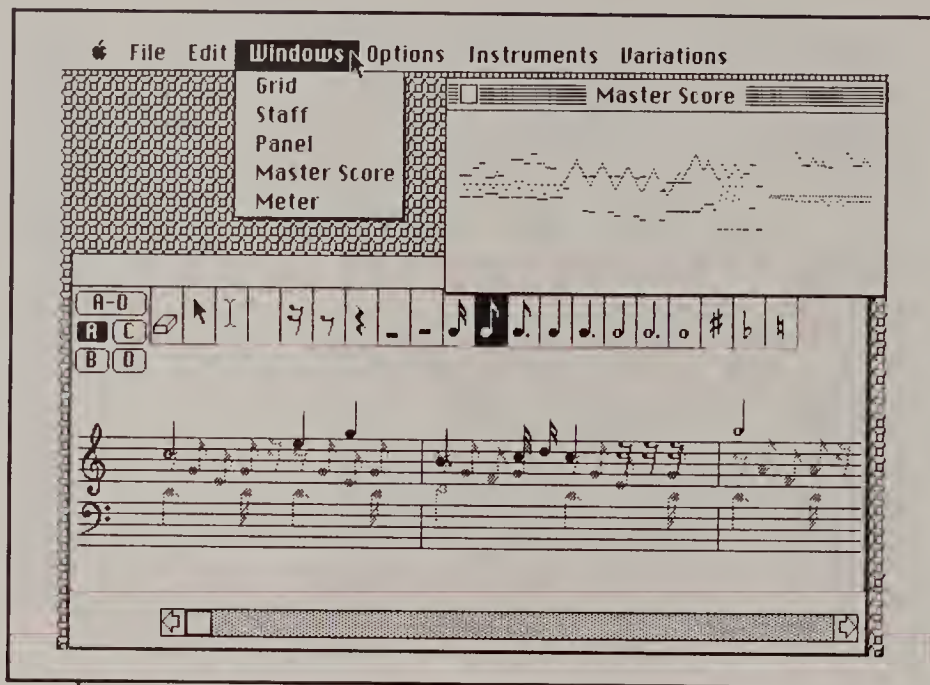 File Edit Windows Options Instruments Variations
Grid
Staff
Panel
Master Score
Meter
Master Score
A-D
A C
B D